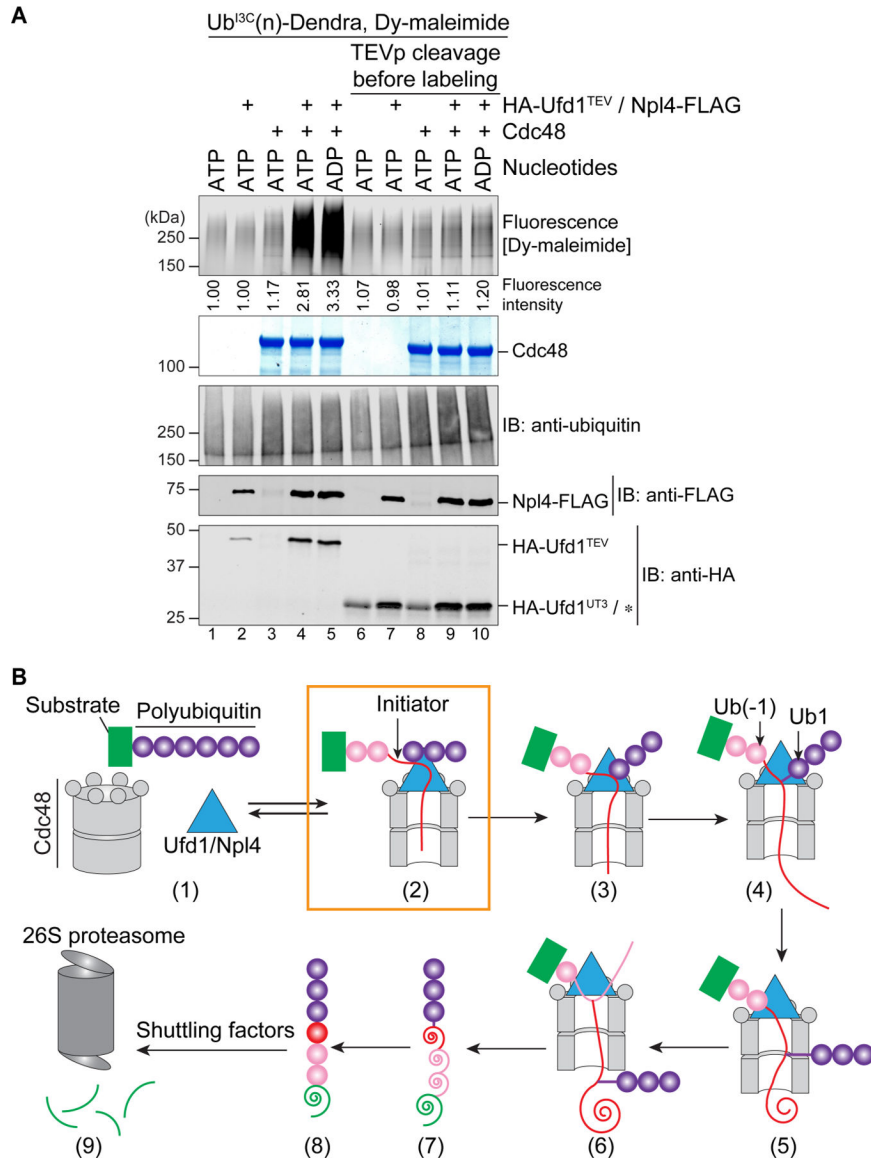 A
Ub^I3C(n)-Dendra, Dy-maleimide
TEVp cleavage
before labeling
+ + + + + + HA-Ufd1^TEV / Npl4-FLAG
+ + + + + + Cdc48
ATP ATP ATP ATP ADP ATP ATP ATP ATP ADP Nucleotides
(kDa)
250
150
Fluorescence
[Dy-maleimide]
1.00 1.00 1.17 2.81 3.33 1.07 0.98 1.01 1.11 1.20
Fluorescence
intensity
100
Cdc48
250
150
IB: anti-ubiquitin
75
Npl4-FLAG
IB: anti-FLAG
50
37
25
HA-Ufd1^TEV
IB: anti-HA
HA-Ufd1^UT3 / *
1 2 3 4 5 6 7 8 9 10
B
Substrate
Polyubiquitin
Cdc48
Ufd1/Npl4
(1)
Initiator
(2)
(3)
Ub(-1)
Ub1
(4)
26S proteasome
Shuttling factors
(9)
(8)
(7)
(6)
(5)